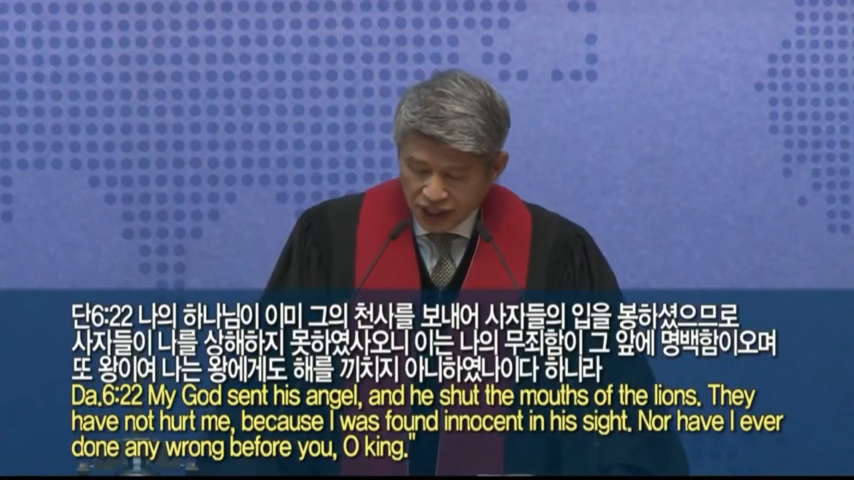 단6:22 나의 하나님이 이미 그의 천사를 보내어 사자들의 입을 봉하셨으므로
사자들이 나를 상해하지 못하였사오니 이는 나의 무죄함이 그 앞에 명백함이오며
또 왕이여 나는 왕에게도 해를 끼치지 아니하였나이다 하니라
Da.6:22 My God sent his angel, and he shut the mouths of the lions. They
have not hurt me, because I was found innocent in his sight. Nor have I ever
done any wrong before you, O king."